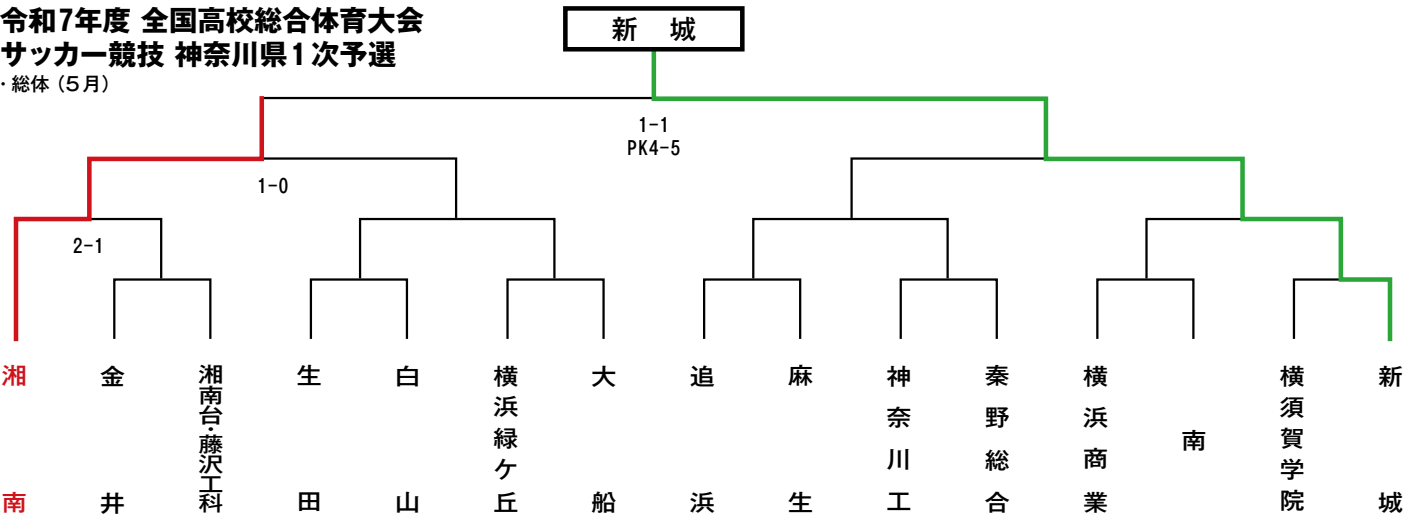 令和7年度 全国高校総合体育大会
サッカー競技 神奈川県1次予選
・総体（5月）
新 城
1-1
PK4-5
1-0
2-1
湘南
金井
湘南台・藤沢工科
生田
白山
横浜緑ケ丘
大船
追浜
麻生
神奈川工
秦野総合
横浜商業
南
横須賀学院
新城